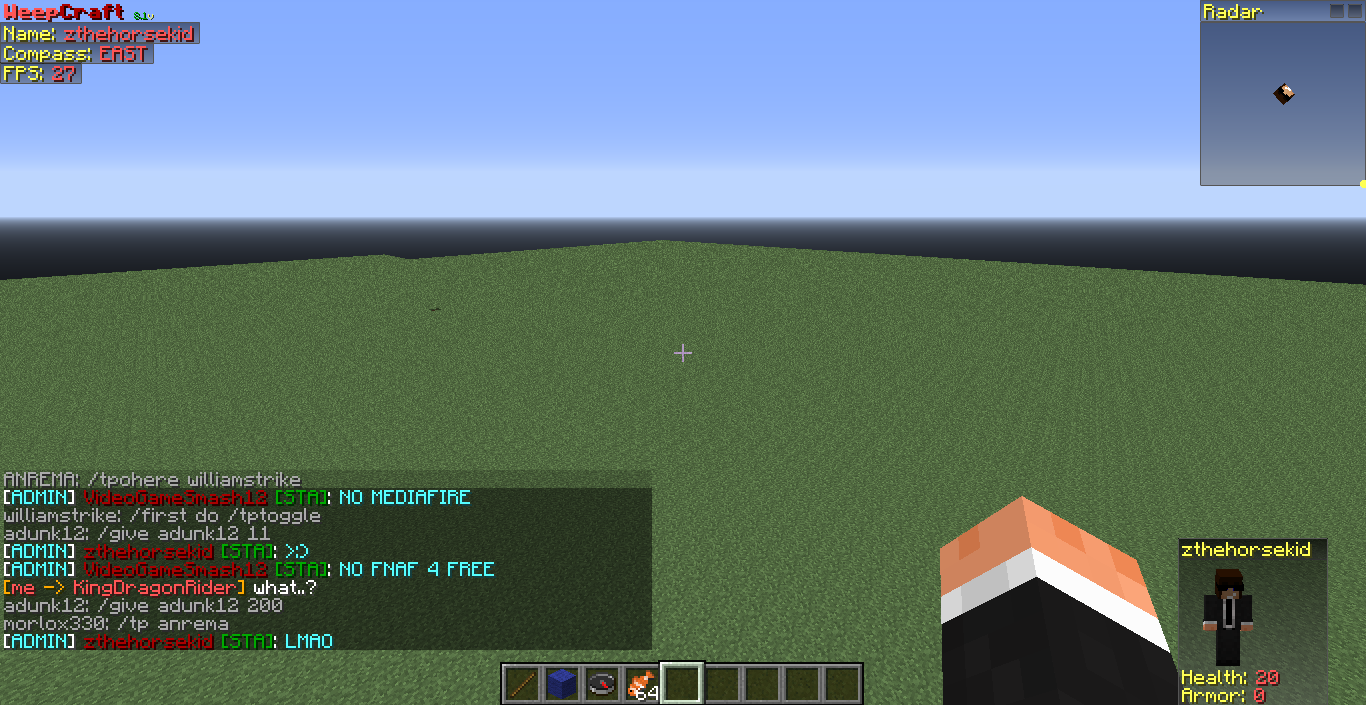 WeepCraft 8.1v
Name: zthehorsekid
Compass: EAST
FPS: 27
Radar
ANREMA: /tpohere williamstrike
[ADMIN] VideoGameSmash12 [STA]: NO MEDIAFIRE
williamstrike: /first do /tptoggle
adunk12: /give adunk12 11
[ADMIN] zthehorsekid [STA]: >:)
[ADMIN] VideoGameSmash12 [STA]: NO FNAF 4 FREE
[me -> KingDragonRider] what..?
adunk12: /give adunk12 200
morlox330: /tp anrema
[ADMIN] zthehorsekid [STA]: LMAO
64
zthehorsekid
Health: 20
Armor: 0